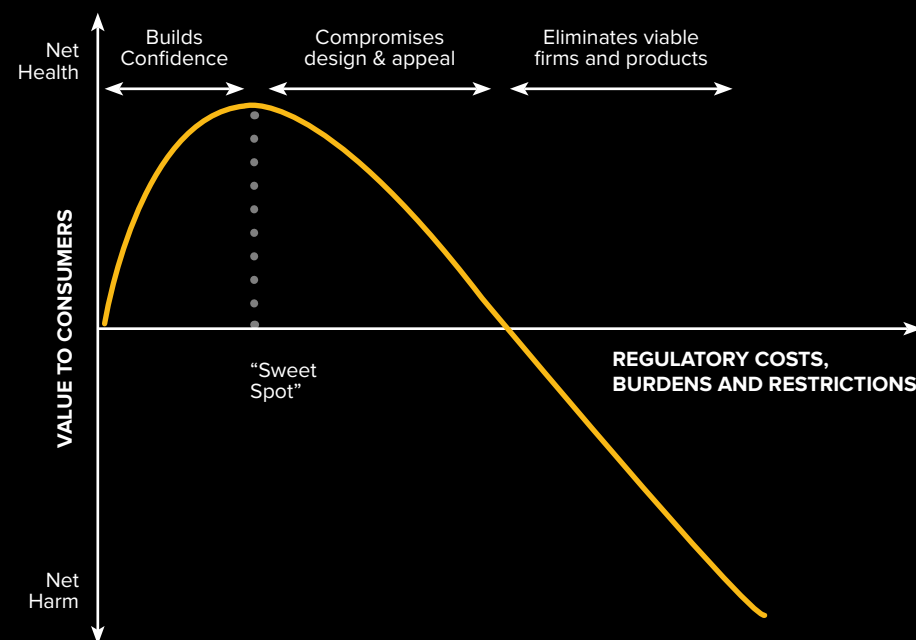 Net
Health
Builds
Confidence
Compromises
design & appeal
Eliminates viable
firms and products
VALUE TO CONSUMERS
“Sweet
Spot”
REGULATORY COSTS,
BURDENS AND RESTRICTIONS
Net
Harm